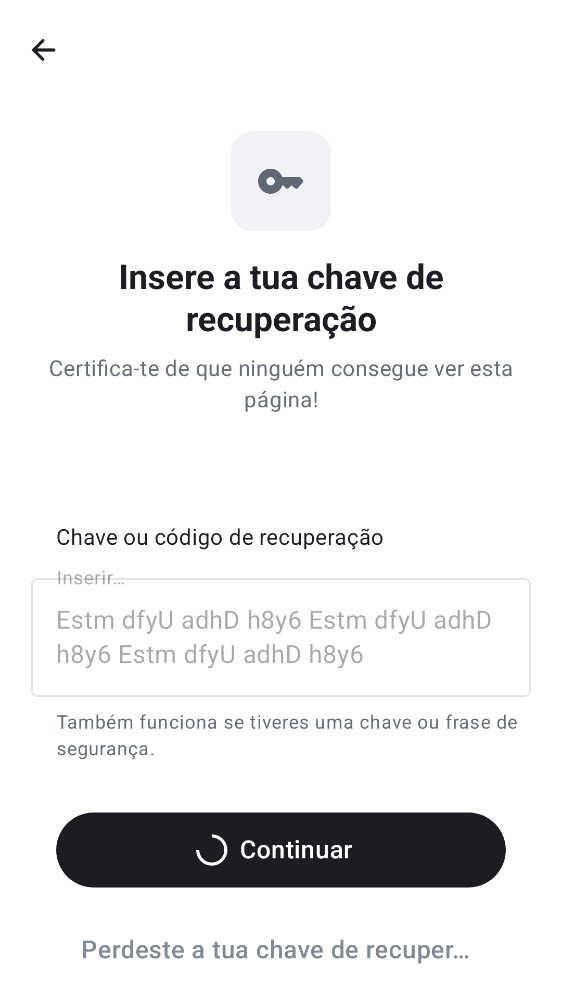 Insere a tua chave de
recuperação
Certifica-te de que ninguém consegue ver esta
página!
Chave ou código de recuperação
Inserir…
Estm dfyU adhD h8y6 Estm dfyU adhD
h8y6 Estm dfyU adhD h8y6
Também funciona se tiveres uma chave ou frase de
segurança.
Continuar
Perdeste a tua chave de recuper…